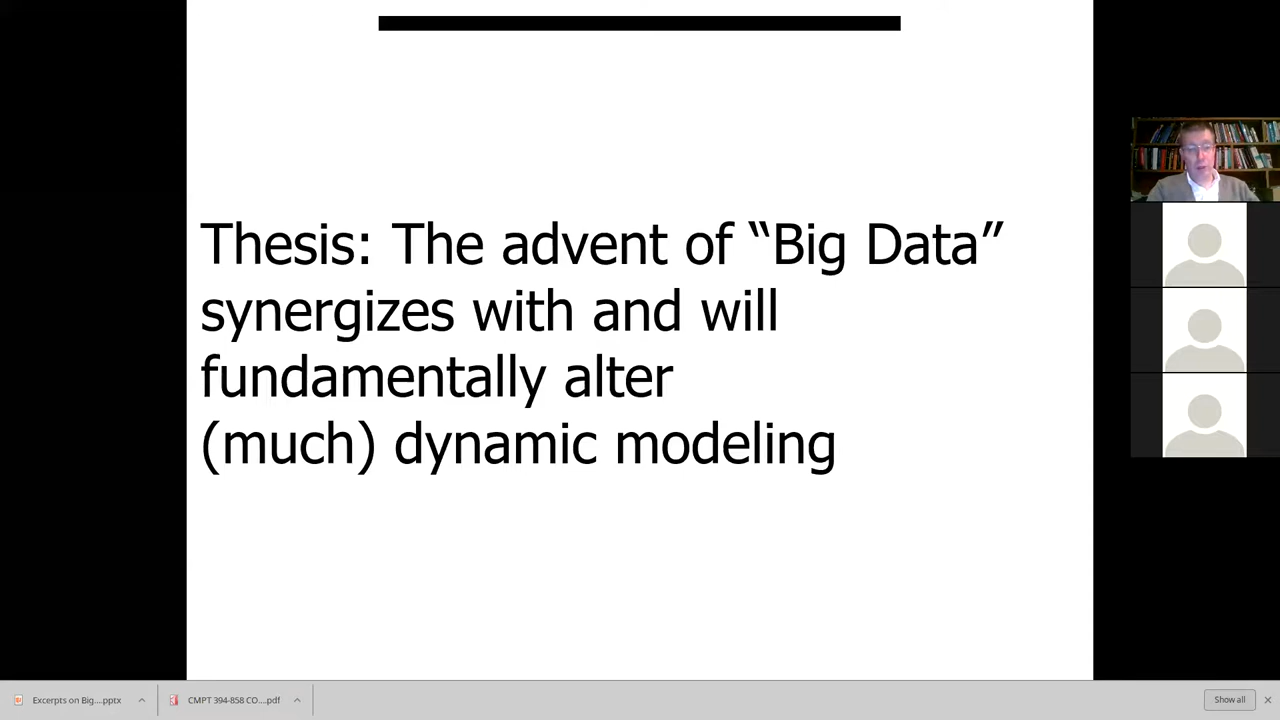 Thesis: The advent of “Big Data”
synergizes with and will
fundamentally alter
(much) dynamic modeling
Excerpts on Big....pptx
CMPT 394-858 CO....pdf
Show all